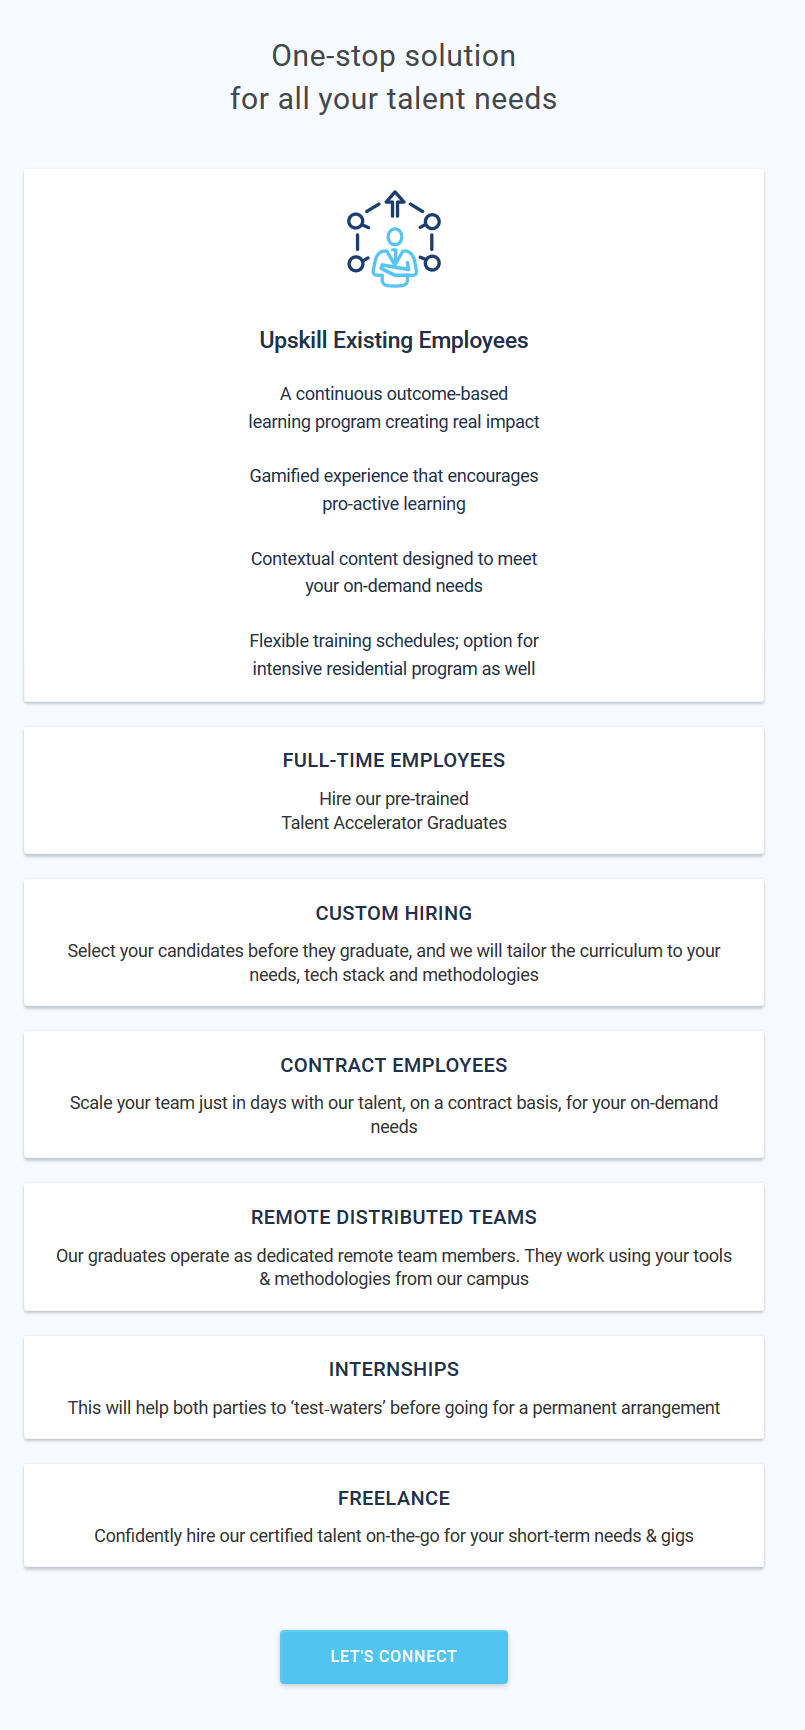 One-stop solution
for all your talent needs
Upskill Existing Employees
A continuous outcome-based
learning program creating real impact
Gamified experience that encourages
pro-active learning
Contextual content designed to meet
your on-demand needs
Flexible training schedules; option for
intensive residential program as well
FULL-TIME EMPLOYEES
Hire our pre-trained
Talent Accelerator Graduates
CUSTOM HIRING
Select your candidates before they graduate, and we will tailor the curriculum to your
needs, tech stack and methodologies
CONTRACT EMPLOYEES
Scale your team just in days with our talent, on a contract basis, for your on-demand
needs
REMOTE DISTRIBUTED TEAMS
Our graduates operate as dedicated remote team members. They work using your tools
& methodologies from our campus
INTERNSHIPS
This will help both parties to ‘test-waters’ before going for a permanent arrangement
FREELANCE
Confidently hire our certified talent on-the-go for your short-term needs & gigs
LET'S CONNECT